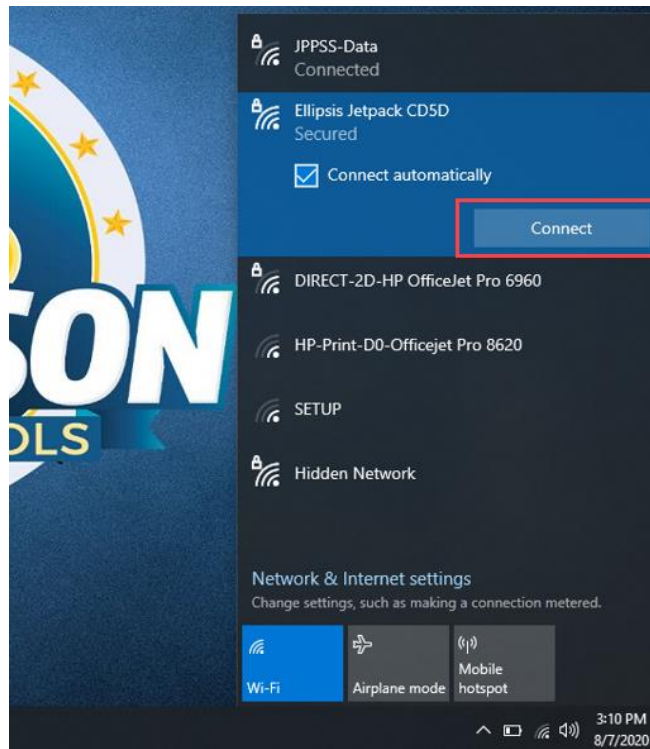 JPPSS-Data
Connected
Ellipsis Jetpack CD5D
Secured
Connect automatically
Connect
DIRECT-2D-HP OfficeJet Pro 6960
HP-Print-D0-Officejet Pro 8620
SETUP
Hidden Network
SON
OLS
Network & Internet settings
Change settings, such as making a connection metered.
Wi-Fi
Airplane mode
Mobile
hotspot
3:10 PM
8/7/2020